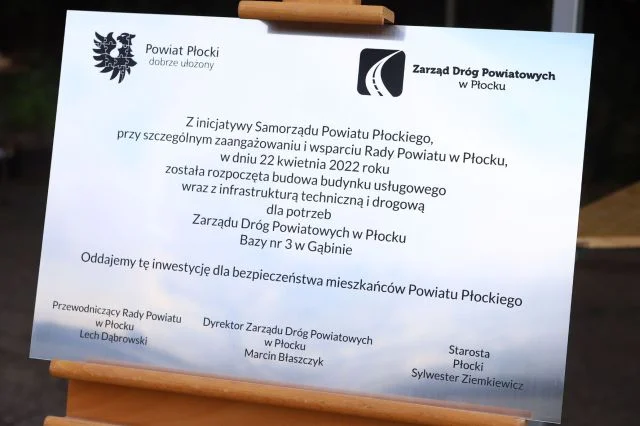 Powiat Płocki
dobrze ułożony
Zarząd Dróg Powiatowych
w Płocku
Z inicjatywy Samorządu Powiatu Płockiego,
przy szczególnym zaangażowaniu i wsparciu Rady Powiatu w Płocku,
w dniu 22 kwietnia 2022 roku
została rozpoczęta budowa budynku usługowego
wraz z infrastrukturą techniczną i drogową
dla potrzeb
Zarządu Dróg Powiatowych w Płocku
Bazy nr 3 w Gąbinie
Oddajemy tę inwestycję dla bezpieczeństwa mieszkańców Powiatu Płockiego
Przewodniczący Rady Powiatu
w Płocku
Lech Dąbrowski
Dyrektor Zarządu Dróg Powiatowych
w Płocku
Marcin Błaszczyk
Starosta
Płocki
Sylwester Ziemkiewicz